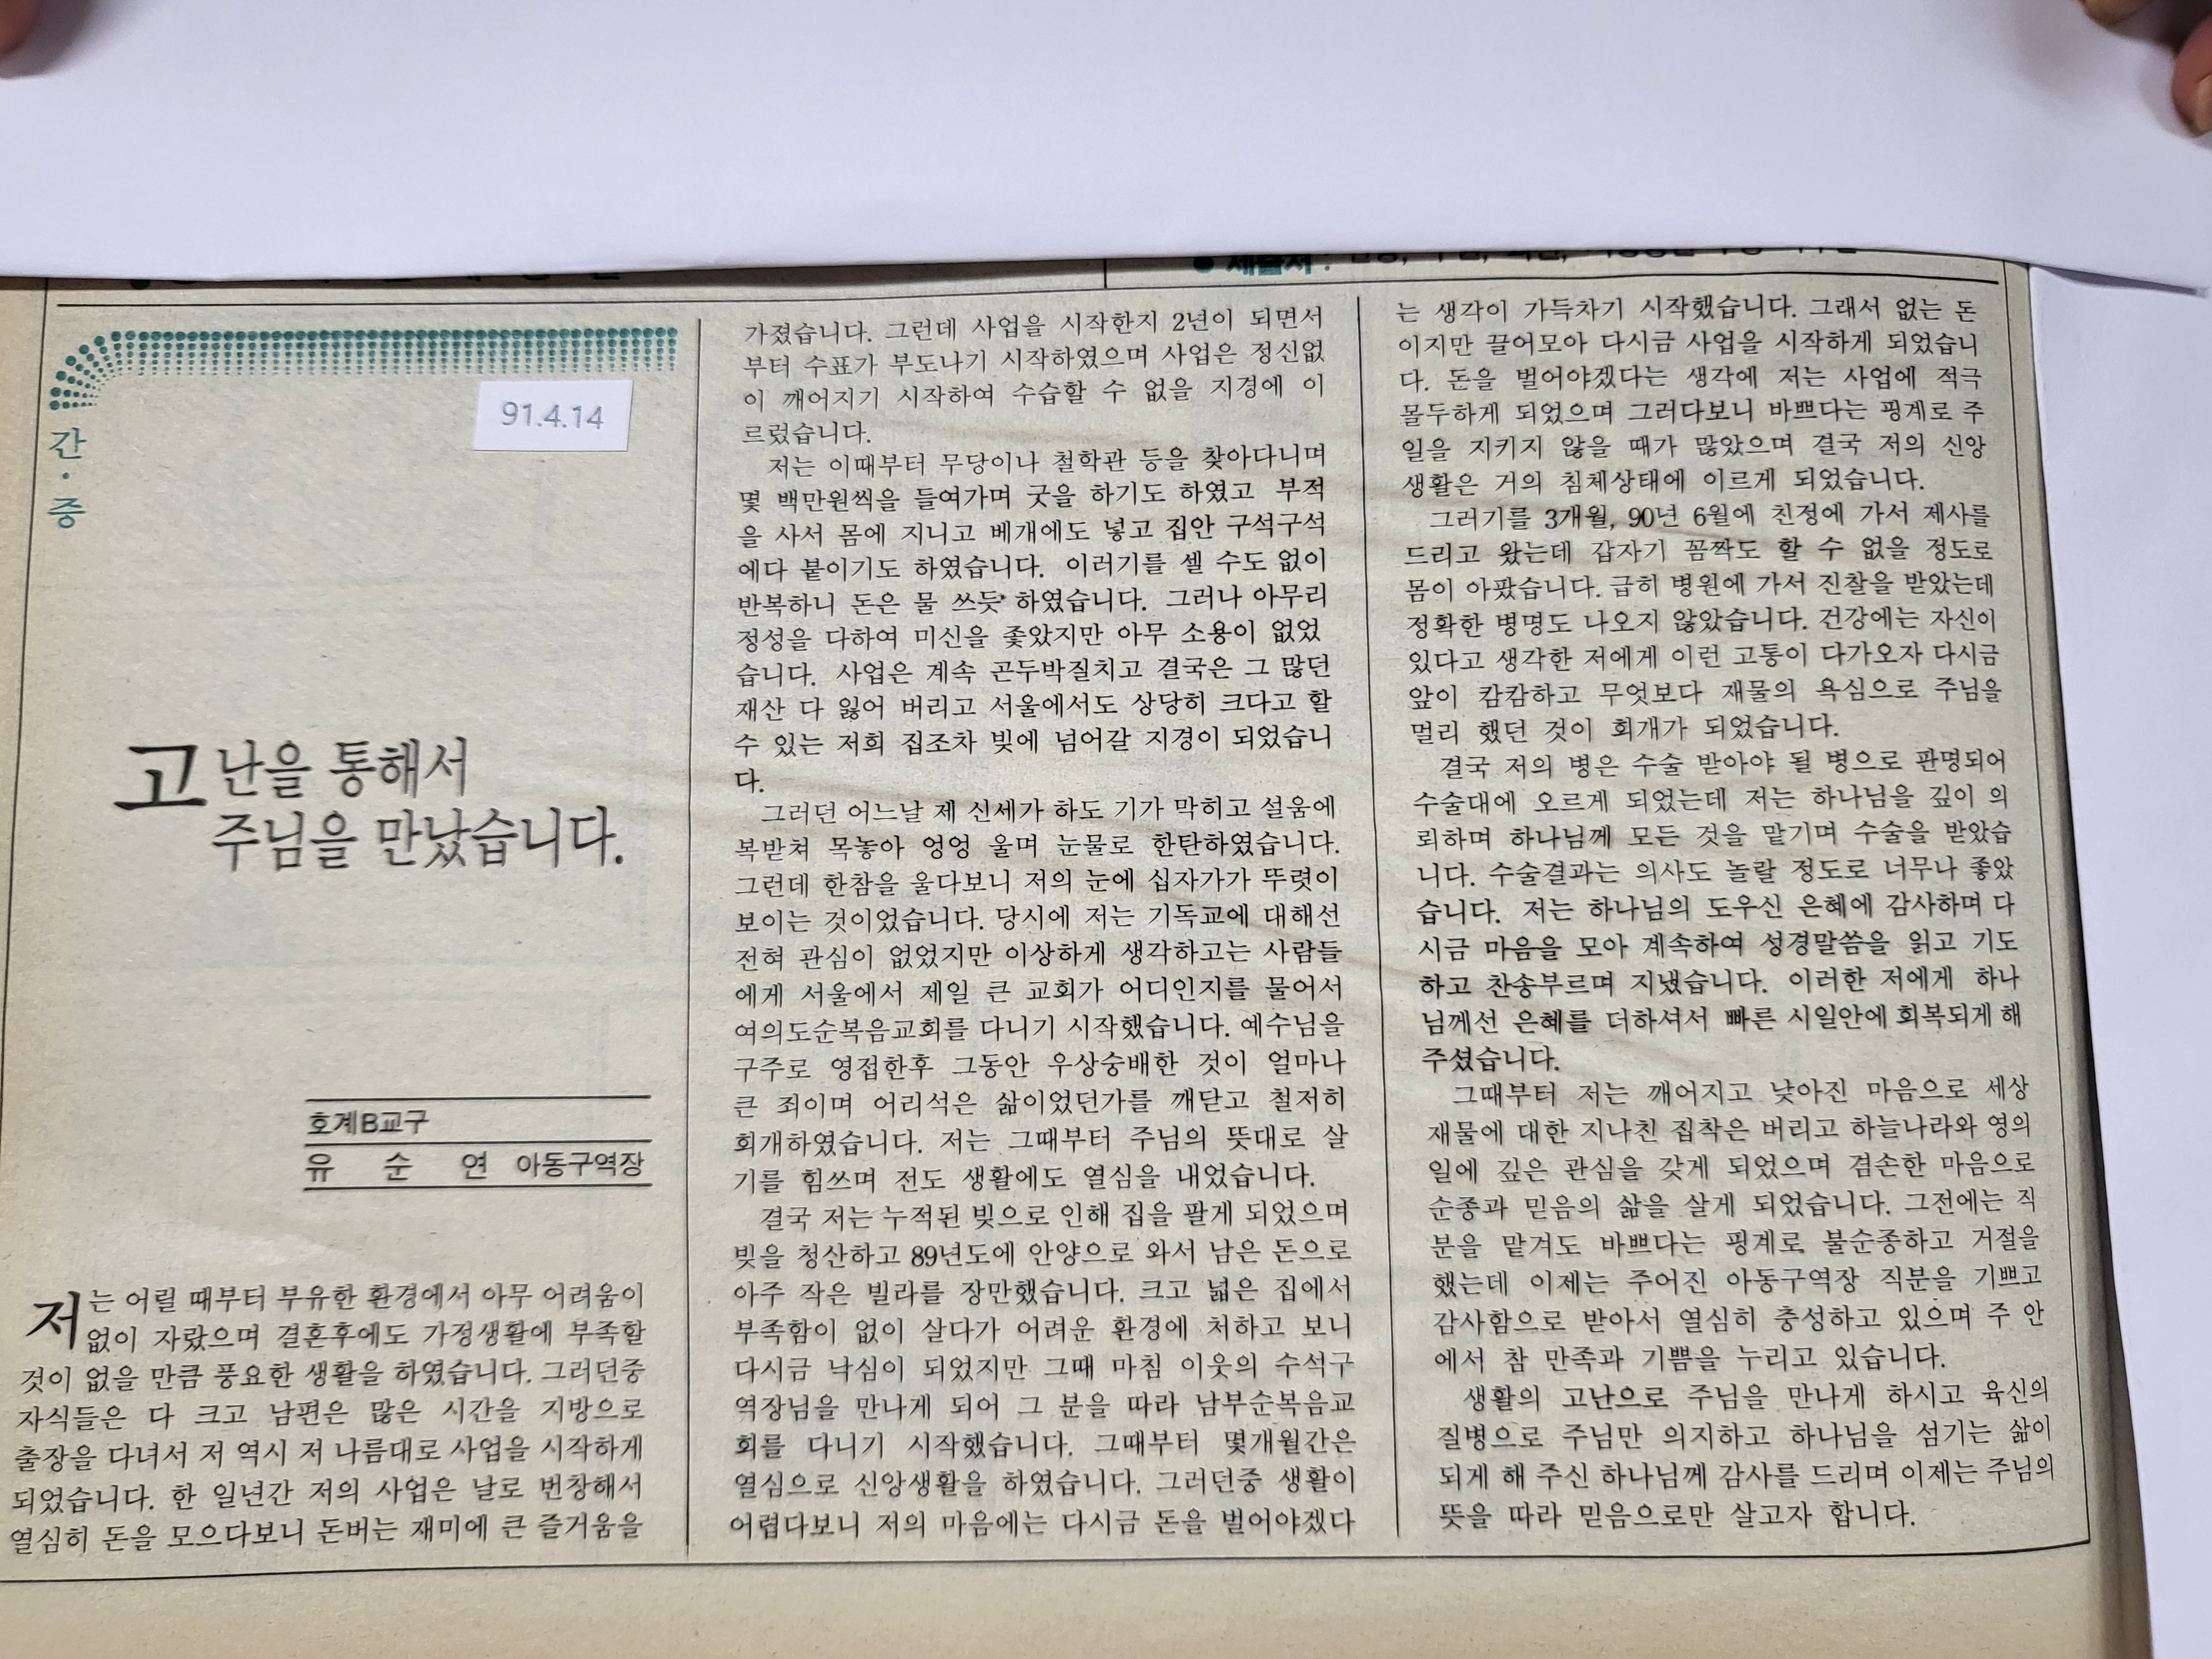 간·증
91.4.14
고난을 통해서
주님을 만났습니다.
호계B교구
유 순 연 아동구역장
저는 어릴 때부터 부유한 환경에서 아무 어려움이
없이 자랐으며 결혼후에도 가정생활에 부족할
것이 없을 만큼 풍요한 생활을 하였습니다. 그러던중
자식들은 다 크고 남편은 많은 시간을 지방으로
출장을 다녀서 저 역시 저 나름대로 사업을 시작하게
되었습니다. 한 일년간 저의 사업은 날로 번창해서
열심히 돈을 모으다보니 돈버는 재미에 큰 즐거움을
가졌습니다. 그런데 사업을 시작한지 2년이 되면서
부터 수표가 부도나기 시작하였으며 사업은 정신없
이 깨어지기 시작하여 수습할 수 없을 지경에 이
르렀습니다.
저는 이때부터 무당이나 철학관 등을 찾아다니며
몇 백만원씩을 들여가며 굿을 하기도 하였고 부적
을 사서 몸에 지니고 베개에도 넣고 집안 구석구석
에다 붙이기도 하였습니다. 이러기를 셀 수도 없이
반복하니 돈은 물 쓰듯 하였습니다. 그러나 아무리
정성을 다하여 미신을 좇았지만 아무 소용이 없었
습니다. 사업은 계속 곤두박질치고 결국은 그 많던
재산 다 잃어 버리고 서울에서도 상당히 크다고 할
수 있는 저희 집조차 빚에 넘어갈 지경이 되었습니
다.
그러던 어느날 제 신세가 하도 기가 막히고 설움에
복받쳐 목놓아 엉엉 울며 눈물로 한탄하였습니다.
그런데 한참을 울다보니 저의 눈에 십자가가 뚜렷이
보이는 것이었습니다. 당시에 저는 기독교에 대해선
전혀 관심이 없었지만 이상하게 생각하고는 사람들
에게 서울에서 제일 큰 교회가 어디인지를 물어서
여의도순복음교회를 다니기 시작했습니다. 예수님을
구주로 영접한후 그동안 우상숭배한 것이 얼마나
큰 죄이며 어리석은 삶이었던가를 깨닫고 철저히
회개하였습니다. 저는 그때부터 주님의 뜻대로 살
기를 힘쓰며 전도 생활에도 열심을 내었습니다.
결국 저는 누적된 빚으로 인해 집을 팔게 되었으며
빚을 청산하고 89년도에 안양으로 와서 남은 돈으로
아주 작은 빌라를 장만했습니다. 크고 넓은 집에서
부족함이 없이 살다가 어려운 환경에 처하고 보니
다시금 낙심이 되었지만 그때 마침 이웃의 수석구
역장님을 만나게 되어 그 분을 따라 남부순복음교
회를 다니기 시작했습니다. 그때부터 몇개월간은
열심으로 신앙생활을 하였습니다. 그러던중 생활이
어렵다보니 저의 마음에는 다시금 돈을 벌어야겠다
는 생각이 가득차기 시작했습니다. 그래서 없는 돈
이지만 끌어모아 다시금 사업을 시작하게 되었습니
다. 돈을 벌어야겠다는 생각에 저는 사업에 적극
몰두하게 되었으며 그러다보니 바쁘다는 핑계로 주
일을 지키지 않을 때가 많았으며 결국 저의 신앙
생활은 거의 침체상태에 이르게 되었습니다.
그러기를 3개월, 90년 6월에 친정에 가서 제사를
드리고 왔는데 갑자기 꼼짝도 할 수 없을 정도로
몸이 아팠습니다. 급히 병원에 가서 진찰을 받았는데
정확한 병명도 나오지 않았습니다. 건강에는 자신이
있다고 생각한 저에게 이런 고통이 다가오자 다시금
앞이 캄캄하고 무엇보다 재물의 욕심으로 주님을
멀리 했던 것이 회개가 되었습니다.
결국 저의 병은 수술 받아야 될 병으로 판명되어
수술대에 오르게 되었는데 저는 하나님을 깊이 의
뢰하며 하나님께 모든 것을 맡기며 수술을 받았습
니다. 수술결과는 의사도 놀랄 정도로 너무나 좋았
습니다. 저는 하나님의 도우신 은혜에 감사하며 다
시금 마음을 모아 계속하여 성경말씀을 읽고 기도
하고 찬송부르며 지냈습니다. 이러한 저에게 하나
님께선 은혜를 더하셔서 빠른 시일안에 회복되게 해
주셨습니다.
그때부터 저는 깨어지고 낮아진 마음으로 세상
재물에 대한 지나친 집착은 버리고 하늘나라와 영의
일에 깊은 관심을 갖게 되었으며 겸손한 마음으로
순종과 믿음의 삶을 살게 되었습니다. 그전에는 직
분을 맡겨도 바쁘다는 핑계로 불순종하고 거절을
했는데 이제는 주어진 아동구역장 직분을 기쁘고
감사함으로 받아서 열심히 충성하고 있으며 주 안
에서 참 만족과 기쁨을 누리고 있습니다.
생활의 고난으로 주님을 만나게 하시고 육신의
질병으로 주님만 의지하고 하나님을 섬기는 삶이
되게 해 주신 하나님께 감사를 드리며 이제는 주님의
뜻을 따라 믿음으로만 살고자 합니다.